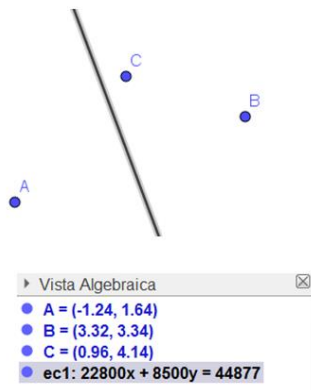 C
B
A
Vista Algebraica
A = (-1.24, 1.64)
B = (3.32, 3.34)
C = (0.96, 4.14)
ec1: 22800x + 8500y = 44877